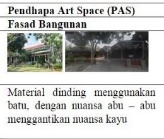 Pendhapa Art Space (PAS)
Fasad Bangunan
Material dinding menggunakan
batu, dengan nuansa abu – abu
menggantikan nuansa kayu